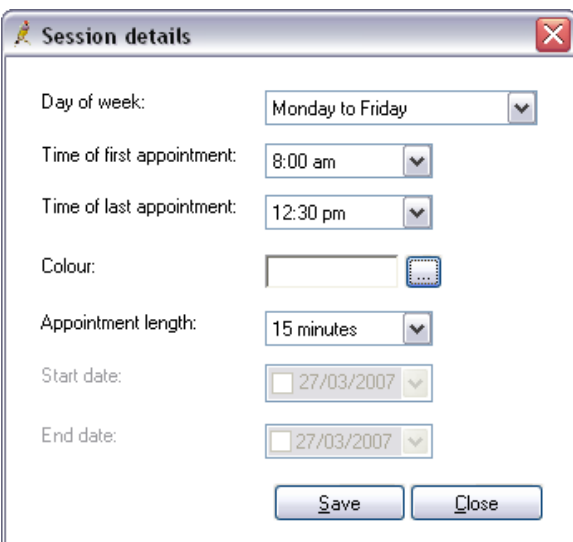 Session details
Day of week: Monday to Friday
Time of first appointment: 8:00 am
Time of last appointment: 12:30 pm
Colour: ...
Appointment length: 15 minutes
Start date: 27/03/2007
End date: 27/03/2007
Save Close